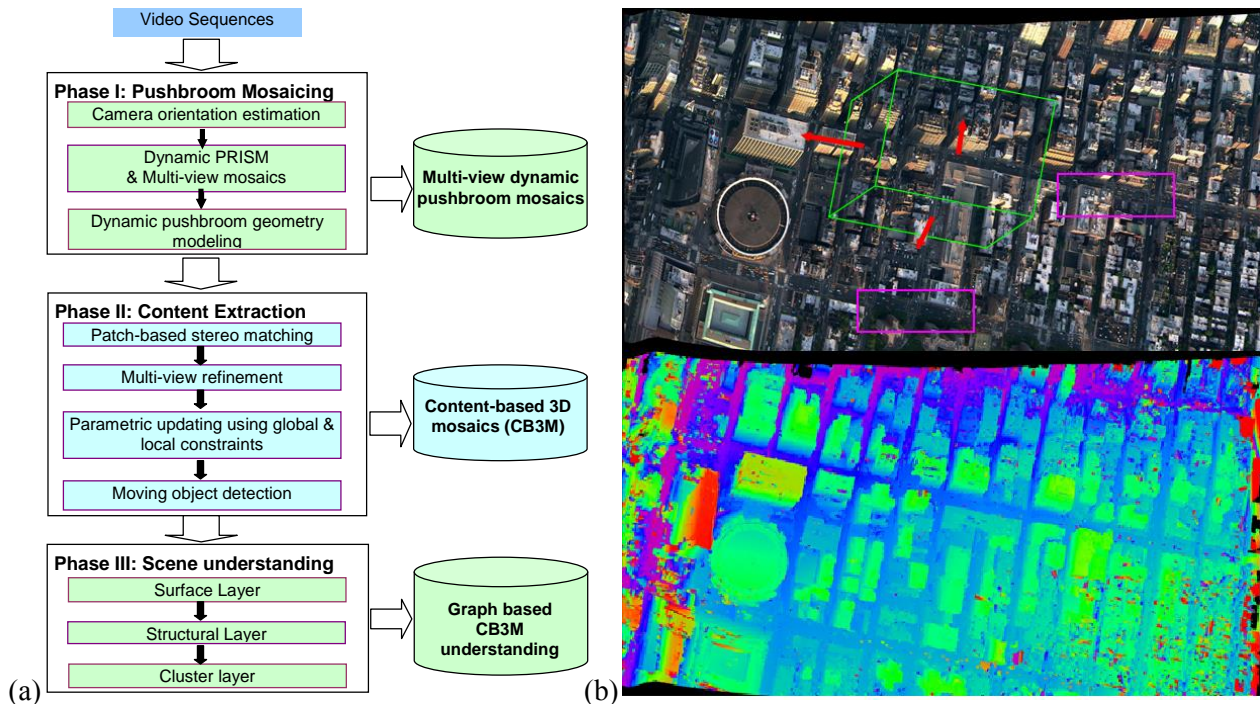 Video Sequences
Phase I: Pushbroom Mosaicing
Camera orientation estimation
Dynamic PRISM
& Multi-view mosaics
Dynamic pushbroom geometry
modeling
Multi-view dynamic
pushbroom mosaics
Phase II: Content Extraction
Patch-based stereo matching
Multi-view refinement
Parametric updating using global &
local constraints
Moving object detection
Content-based 3D
mosaics (CB3M)
Phase III: Scene understanding
Surface Layer
Structural Layer
Cluster layer
Graph based
CB3M
understanding
(a)
(b)